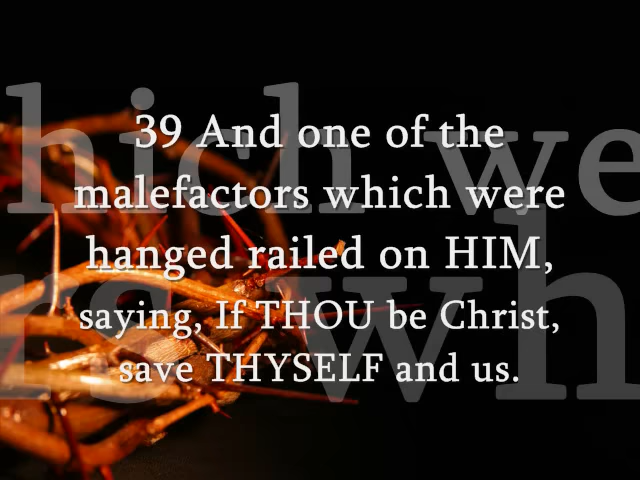 39 And one of the
malefactors which were
hanged railed on HIM,
saying, If THOU be Christ,
save THYSELF and us.